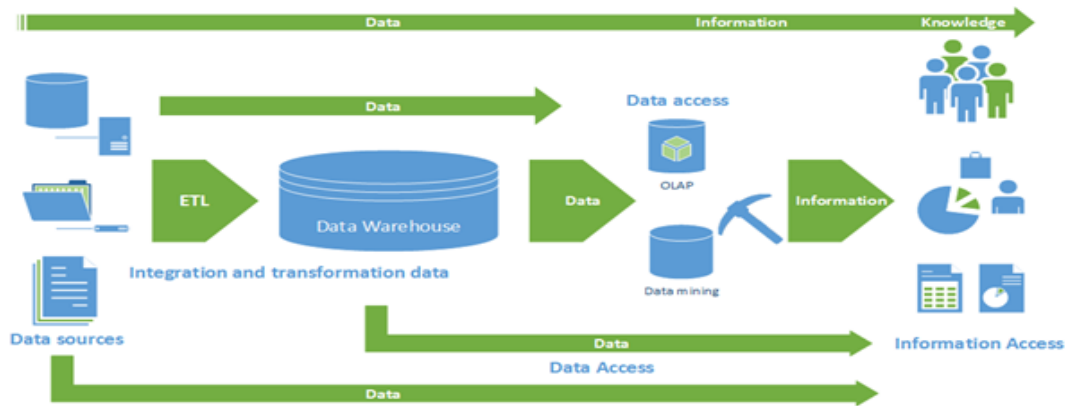 Data Information Knowledge
Data
Data access
OLAP
ETL
Data Warehouse
Data
Information
Integration and transformation data
Data mining
Data sources
Data
Data Access
Information Access
Data